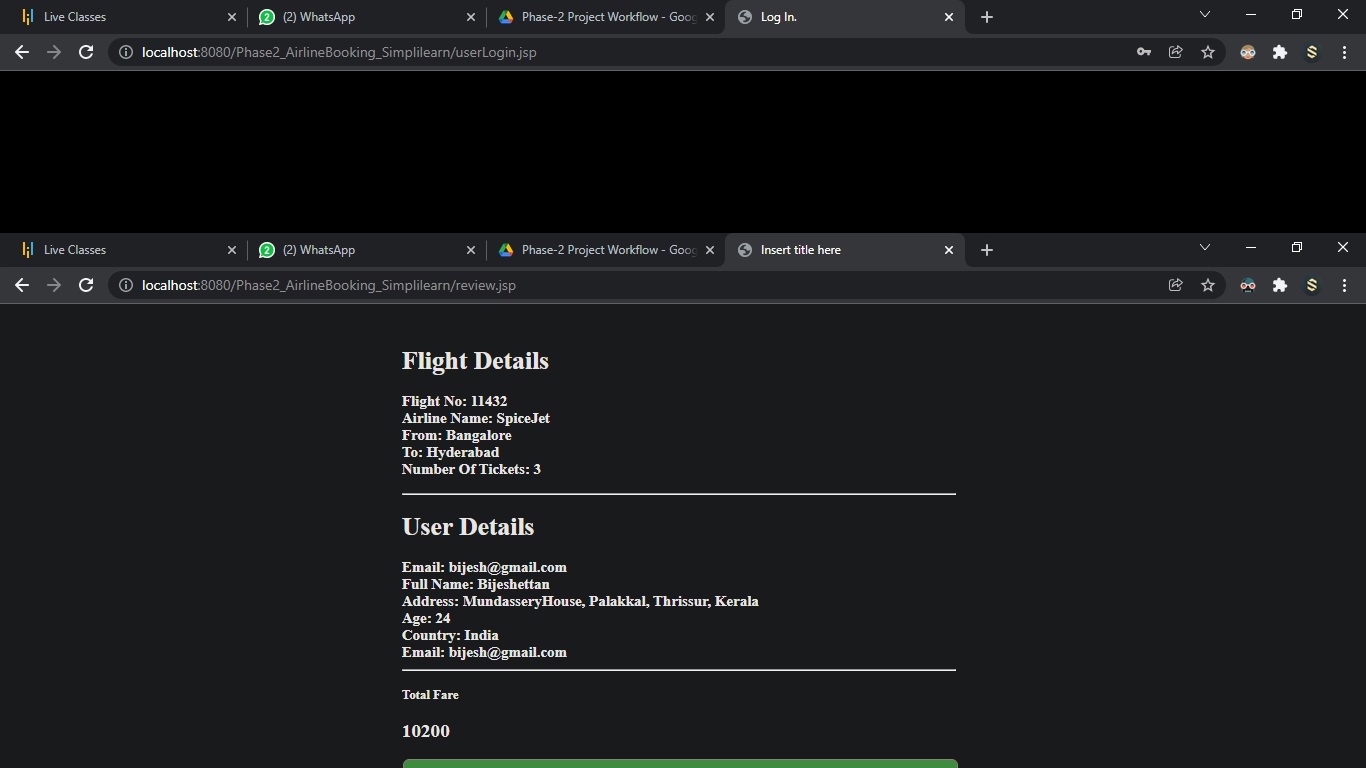 Live Classes
(2) WhatsApp
Phase-2 Project Workflow - Goog
Log In.
localhost:8080/Phase2_AirlineBooking_Simplilearn/userLogin.jsp
Live Classes
(2) WhatsApp
Phase-2 Project Workflow - Goog
Insert title here
localhost:8080/Phase2_AirlineBooking_Simplilearn/review.jsp
Flight Details
Flight No: 11432
Airline Name: SpiceJet
From: Bangalore
To: Hyderabad
Number Of Tickets: 3
User Details
Email: bijesh@gmail.com
Full Name: Bijeshettan
Address: MundasseryHouse, Palakkal, Thrissur, Kerala
Age: 24
Country: India
Email: bijesh@gmail.com
Total Fare
10200